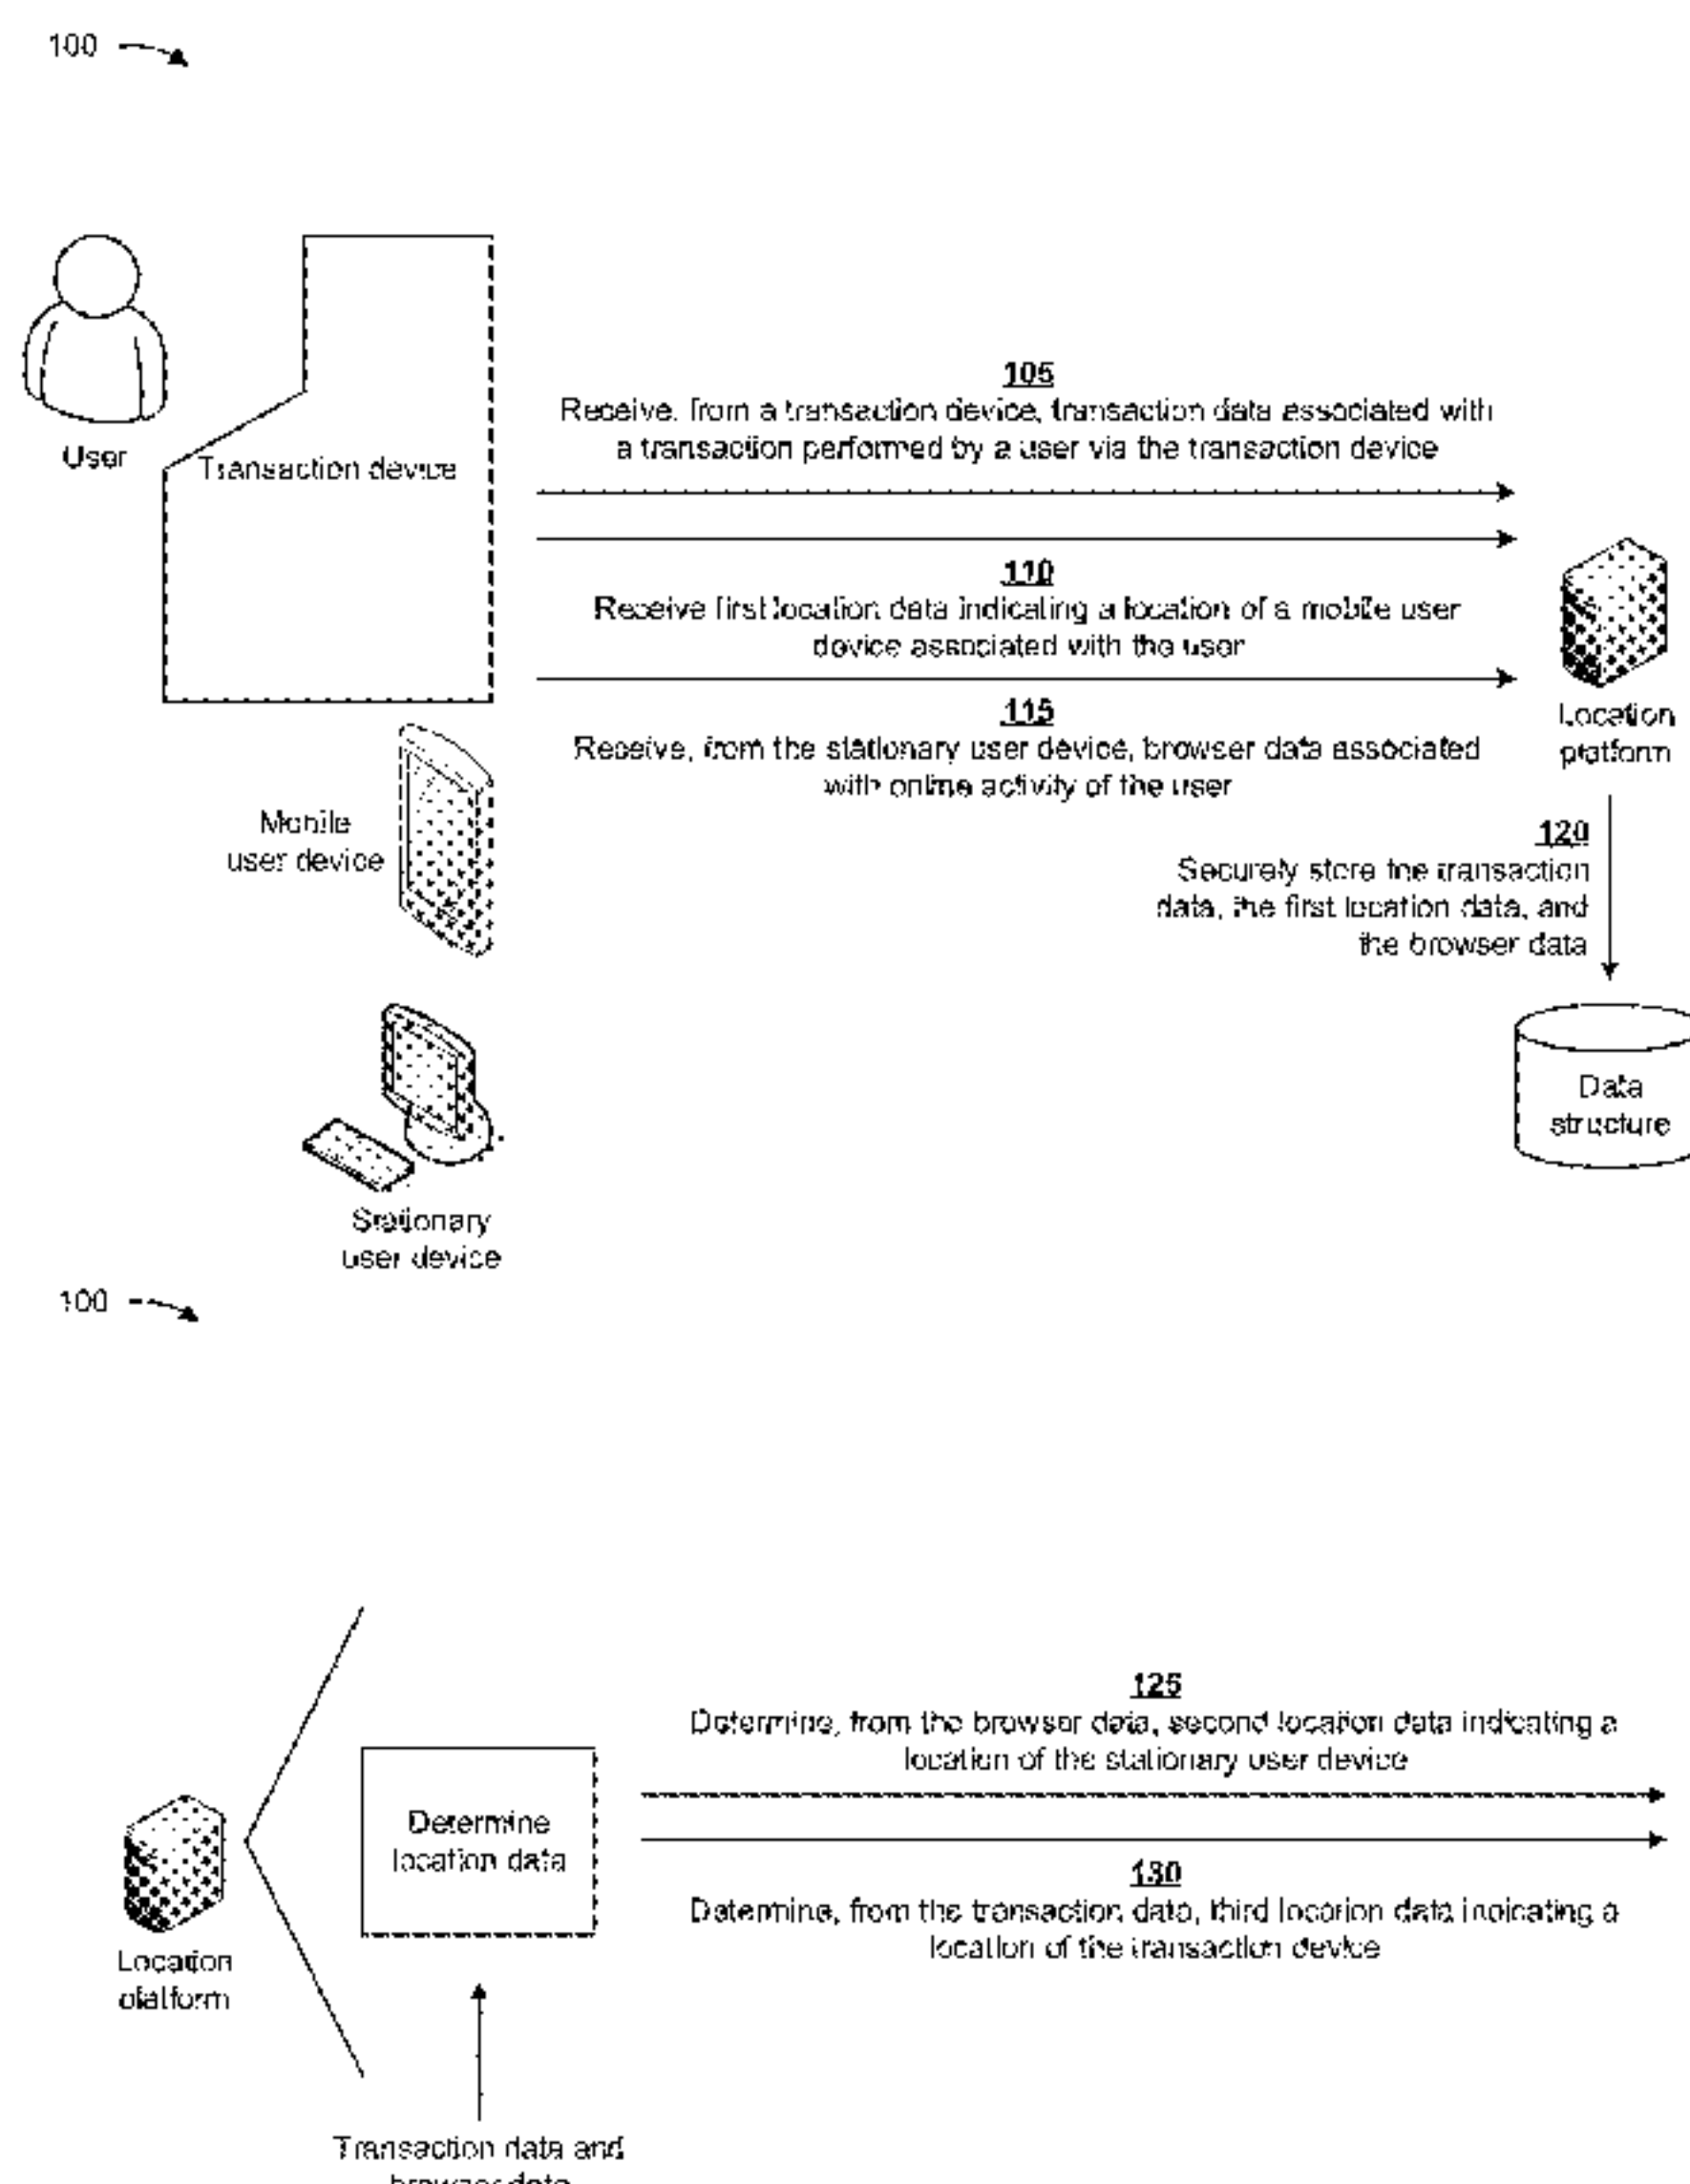 100
User
Transaction device
105
Receive, from a transaction device, transaction data associated with
a transaction performed by a user via the transaction device
110
Receive first location data indicating a location of a mobile user
device associated with the user
115
Receive, from the stationary user device, browser data associated
with online activity of the user
Location
platform
Mobile
user device
120
Securely store the transaction
data, the first location data, and
the browser data
Data
structure
Stationary
user device
100
125
Determine, from the browser data, second location data indicating a
location of the stationary user device
Determine
location data
130
Determine, from the transaction data, third location data indicating a
location of the transaction device
Location
platform
Transaction data and
browser data